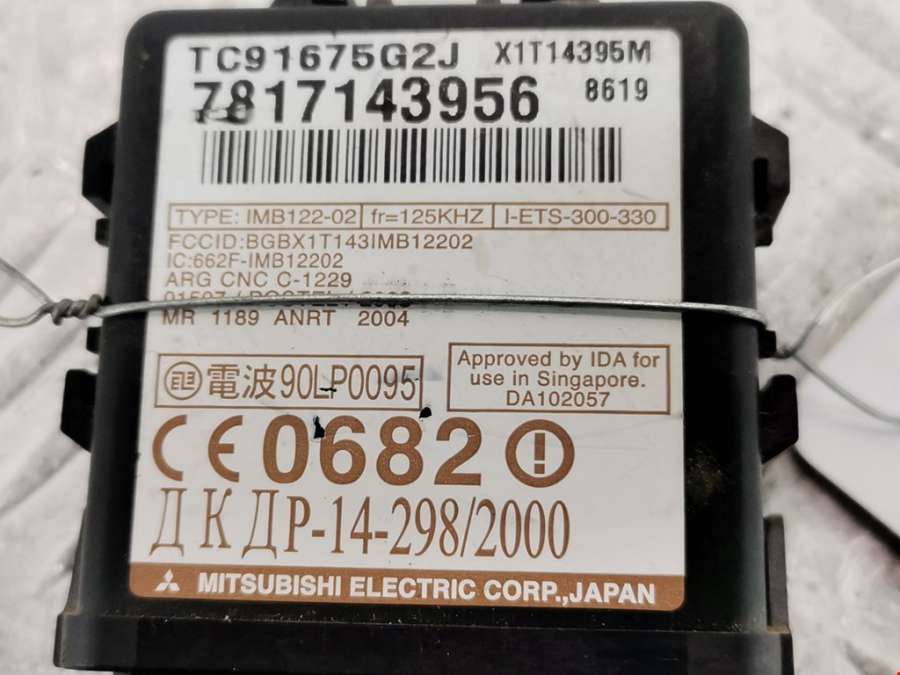 TC91675G2J X1T14395M
7817143956 8619
TYPE: IMB122-02 fr=125KHZ I-ETS-300-330
FCCID:BGBX1T143IMB12202
IC:662F-IMB12202
ARG CNC C-1229
MR 1189 ANRT 2004
電波90LP0095
Approved by IDA for
use in Singapore.
DA102057
CE0682
ДКДР-14-298/2000
MITSUBISHI ELECTRIC CORP.,JAPAN